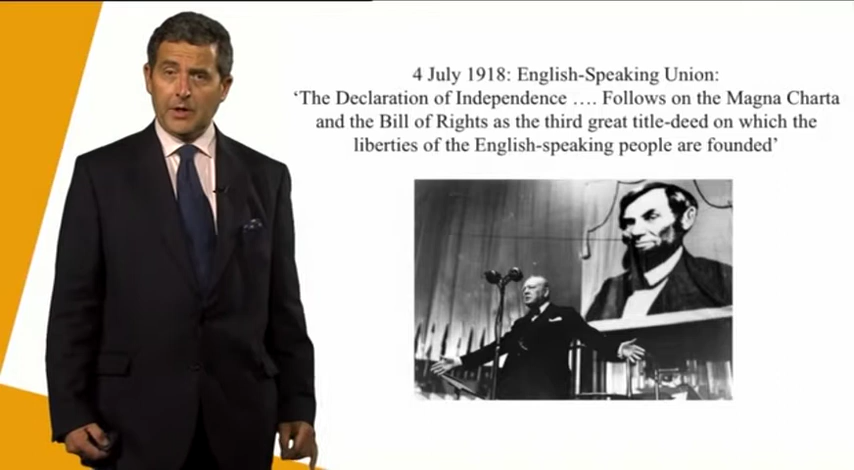 4 July 1918: English-Speaking Union:
‘The Declaration of Independence …. Follows on the Magna Charta
and the Bill of Rights as the third great title-deed on which the
liberties of the English-speaking people are founded’